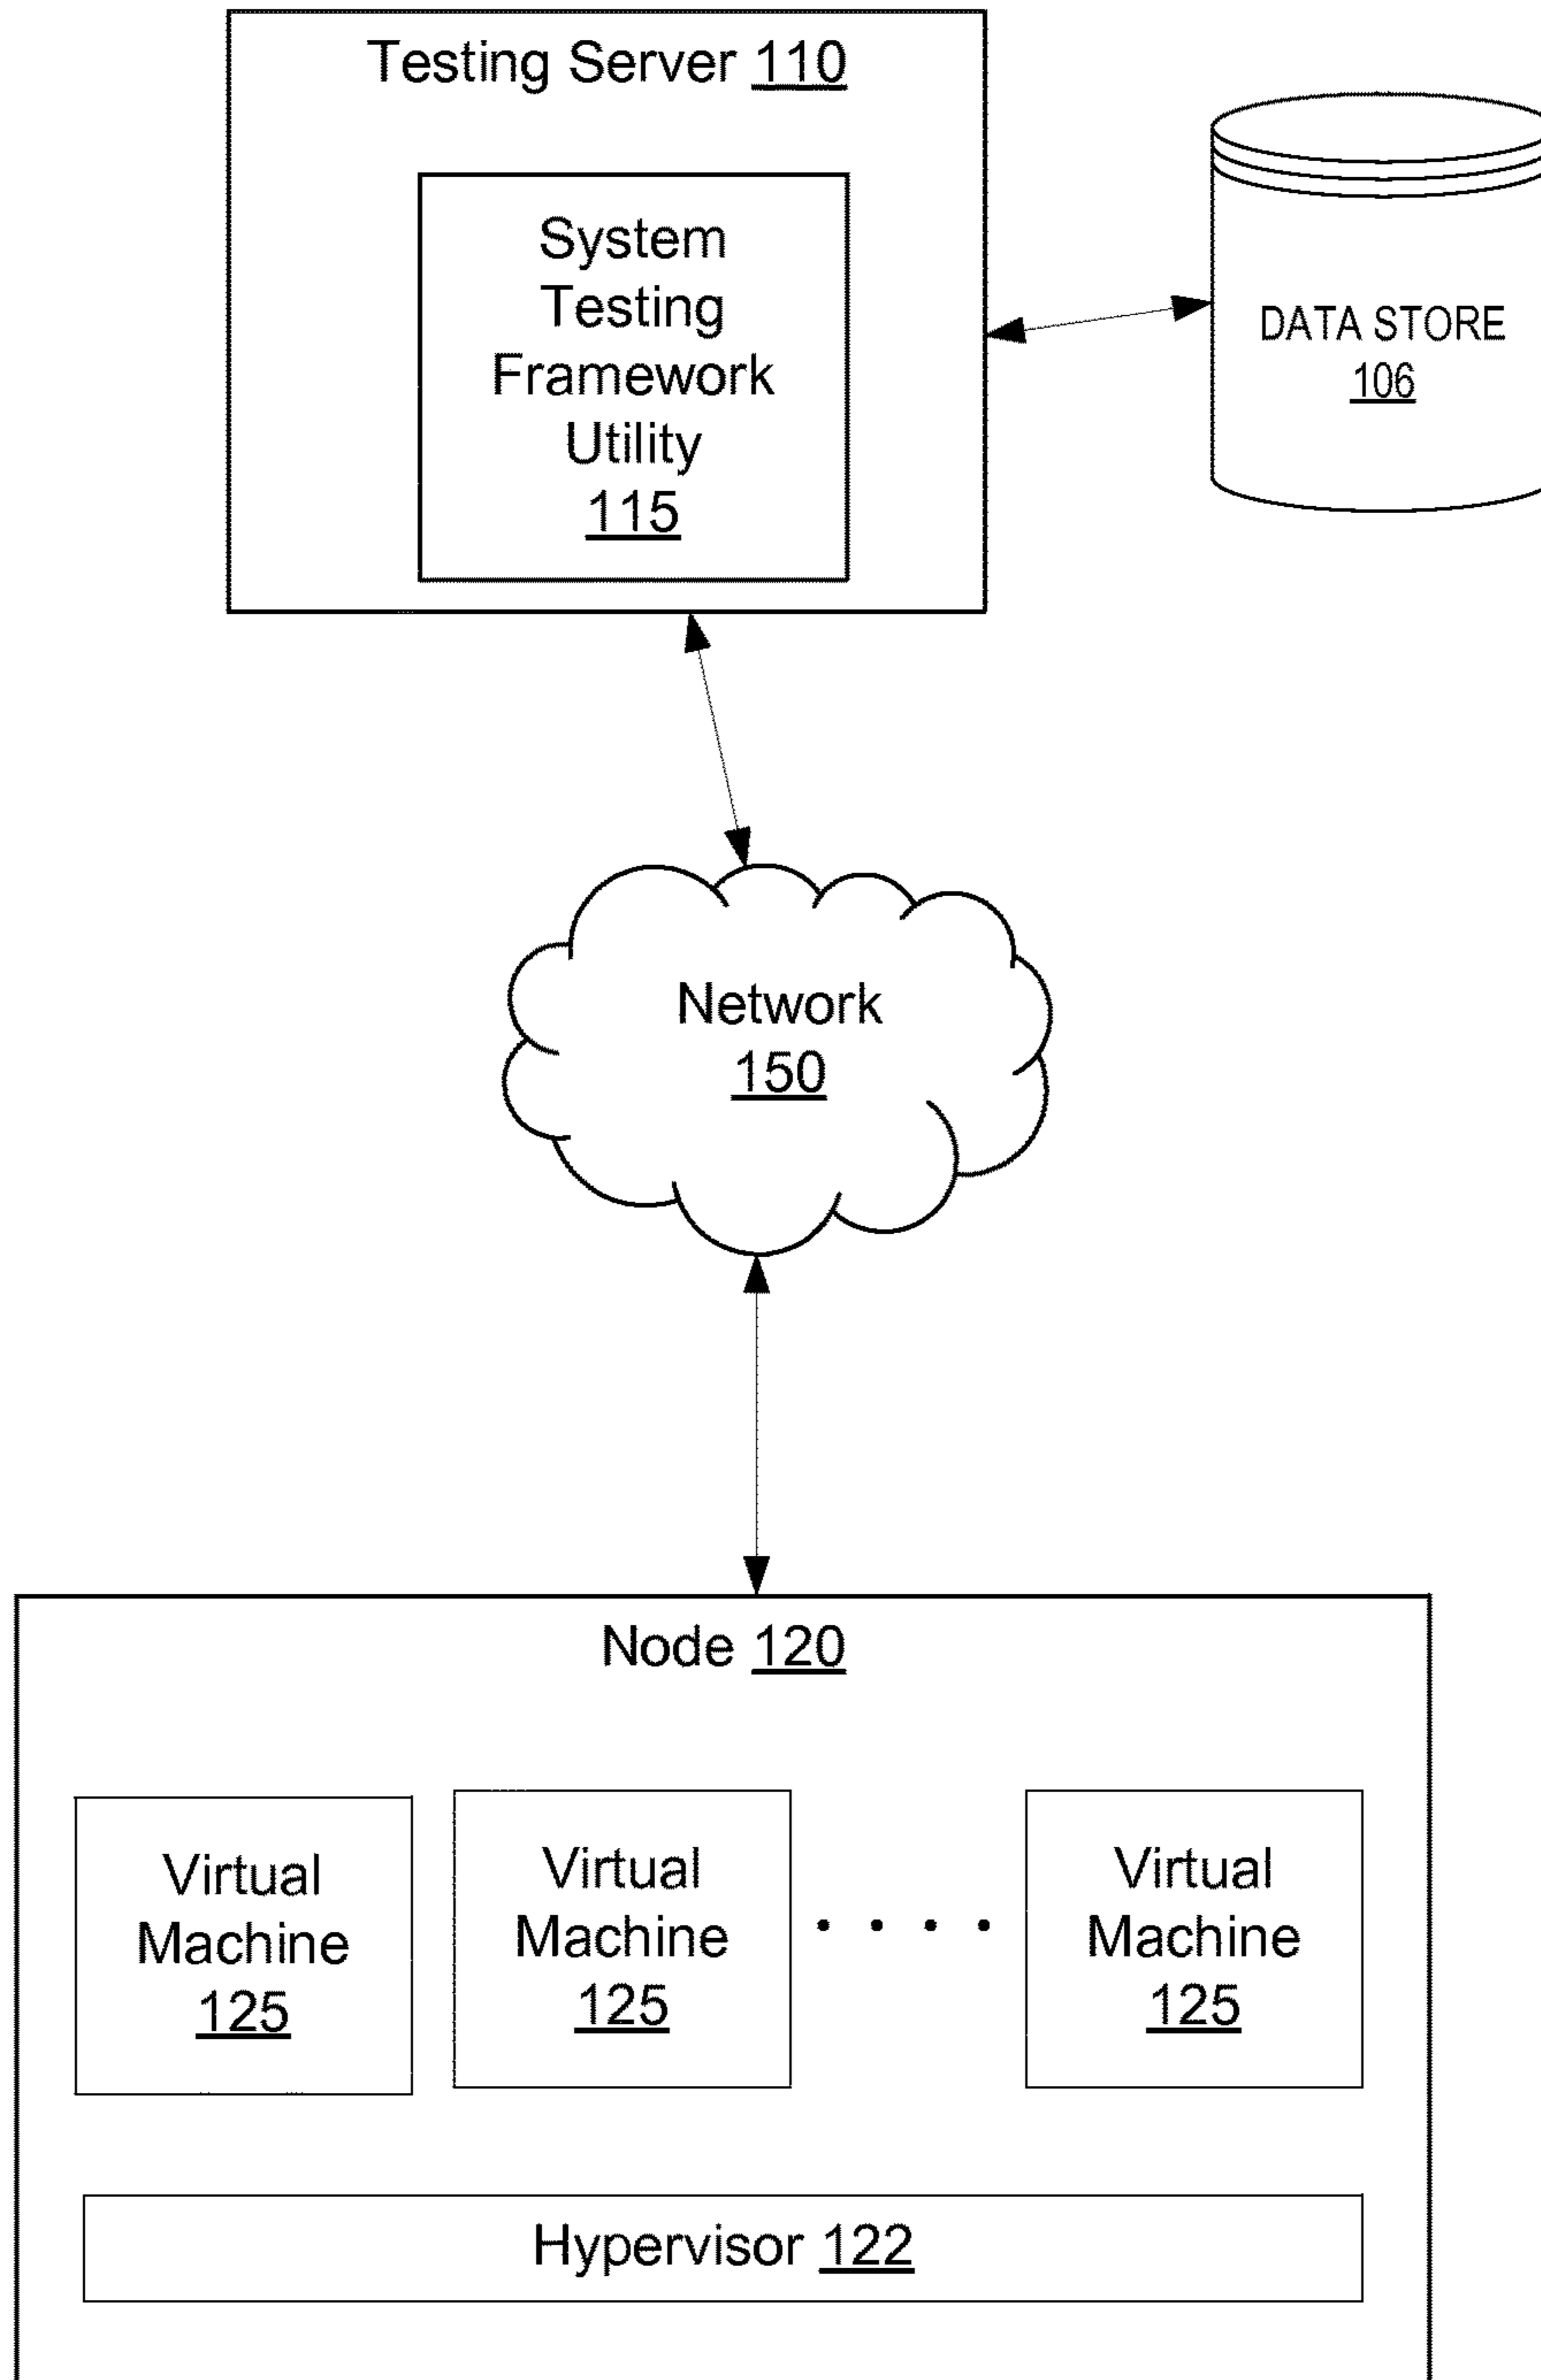 Testing Server 110
System
Testing
Framework
Utility
115
DATA STORE
106
Network
150
Node 120
Virtual
Machine
125
Virtual
Machine
125
. . . .
Virtual
Machine
125
Hypervisor 122